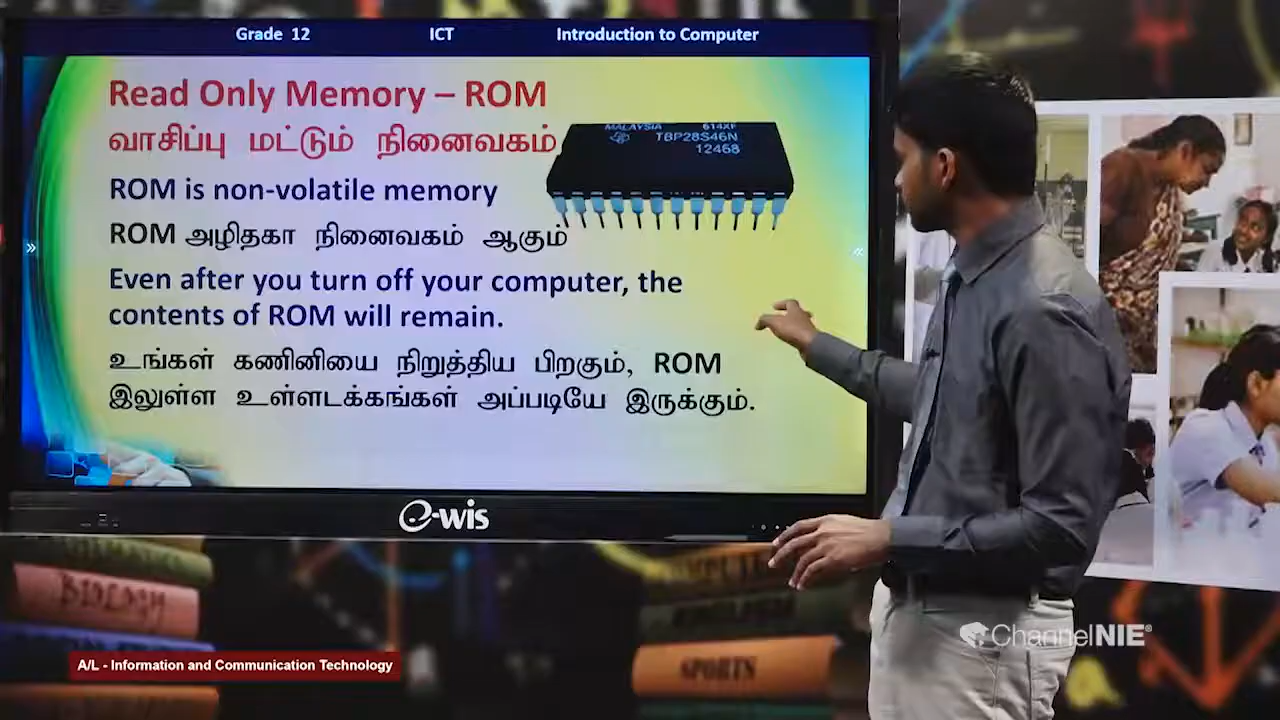 Grade 12 ICT Introduction to Computer
Read Only Memory – ROM
வாசிப்பு மட்டும் நினைவகம்
MALAYSIA 614XF
TBP28S46N
12468
ROM is non-volatile memory
ROM அழிதகா நினைவகம் ஆகும்
Even after you turn off your computer, the
contents of ROM will remain.
உங்கள் கணினியை நிறுத்திய பிறகும், ROM
இலுள்ள உள்ளடக்கங்கள் அப்படியே இருக்கும்.
e-wis
BIOLOGY
SPORTS
A/L - Information and Communication Technology
ChannelNIE®